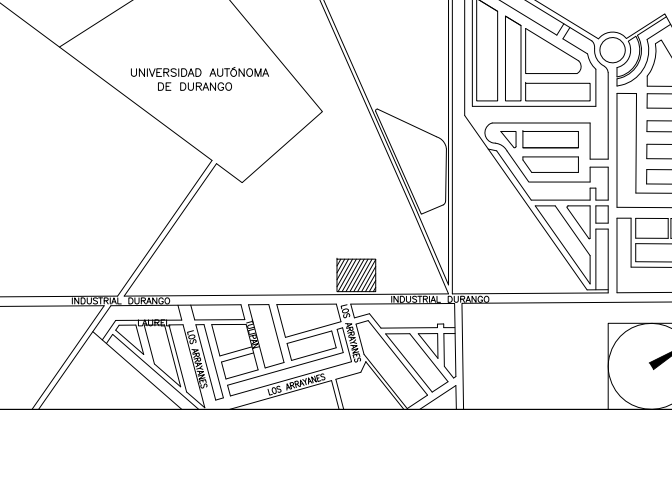 UNIVERSIDAD AUTÓNOMA
DE DURANGO
INDUSTRIAL DURANGO
INDUSTRIAL DURANGO
LAUREL
LOS ARRAYANES
TULIPAN
LOS ARRAYANES
LOS ARRAYANES